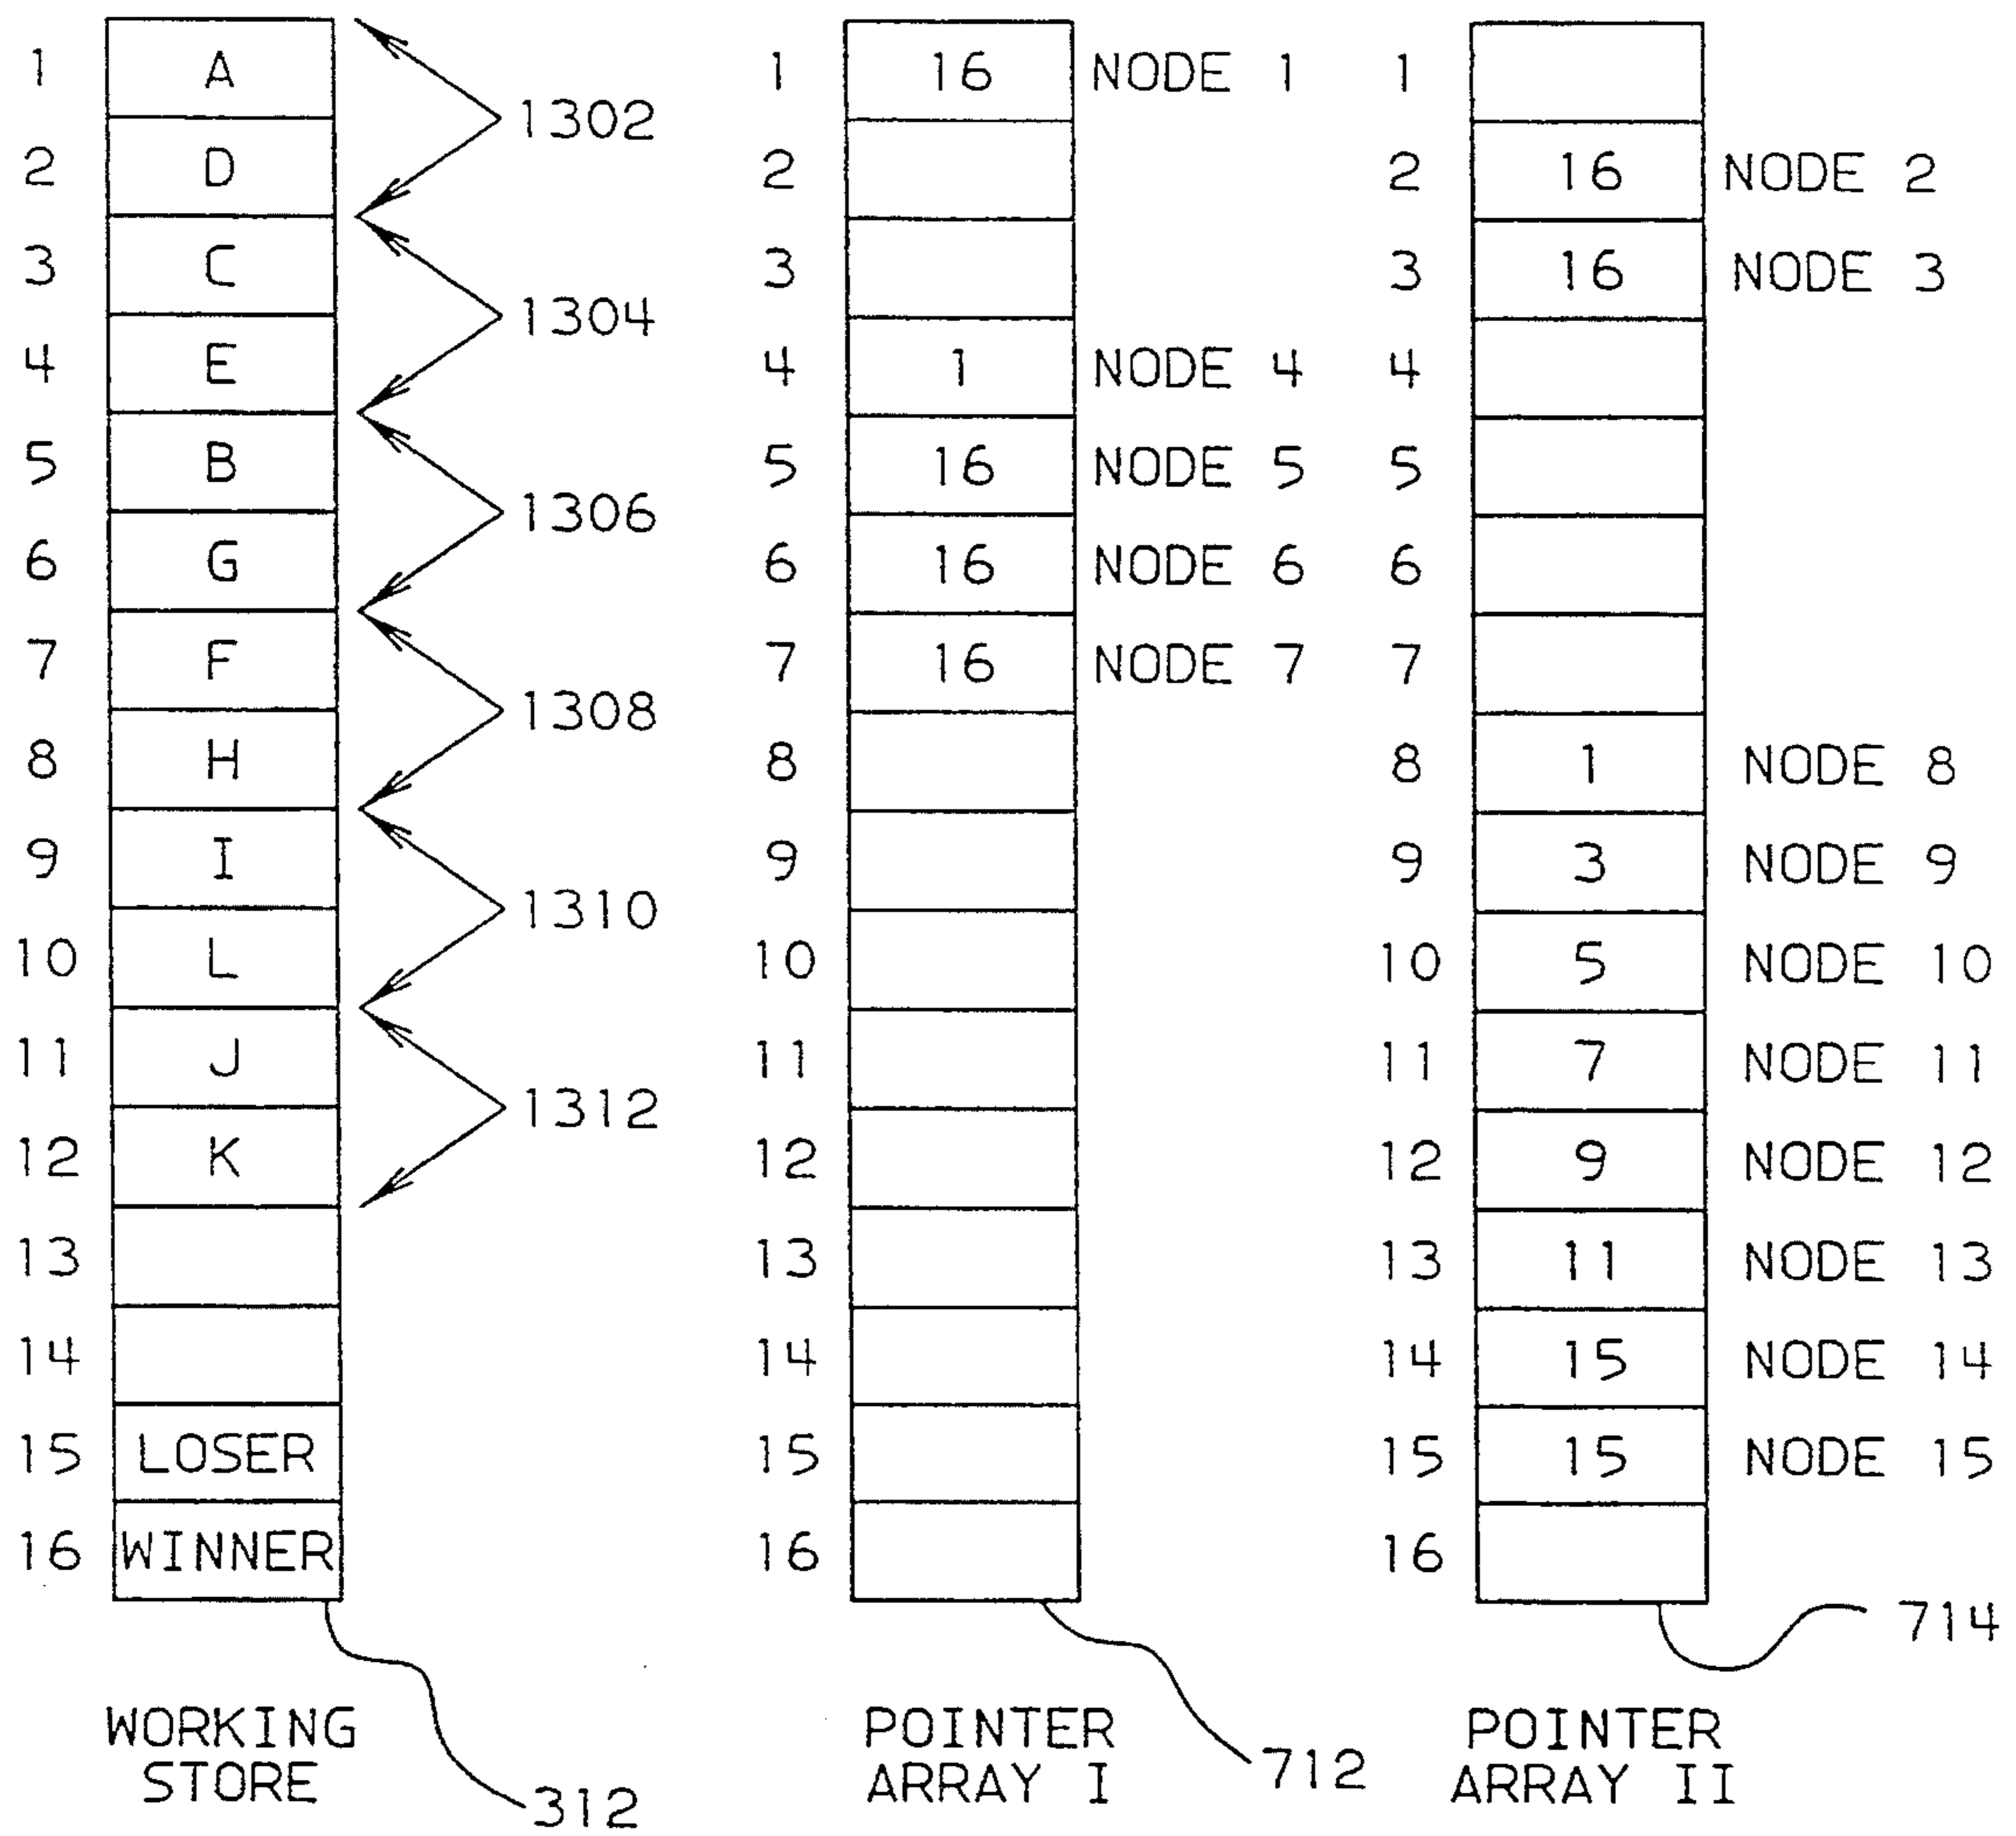 1 A 1 16 NODE 1 1
1302
2 D 2 2 16 NODE 2
3 C 3 3 16 NODE 3
1304
4 E 4 1 NODE 4 4
5 B 5 16 NODE 5 5
1306
6 G 6 16 NODE 6 6
7 F 7 16 NODE 7 7
1308
8 H 8 8 1 NODE 8
9 I 9 9 3 NODE 9
1310
10 L 10 10 5 NODE 10
11 J 11 11 7 NODE 11
1312
12 K 12 12 9 NODE 12
13 13 13 11 NODE 13
14 14 14 15 NODE 14
15 LOSER 15 15 15 NODE 15
16 WINNER 16 16
714
WORKING POINTER POINTER
STORE ARRAY I ARRAY II
712
312